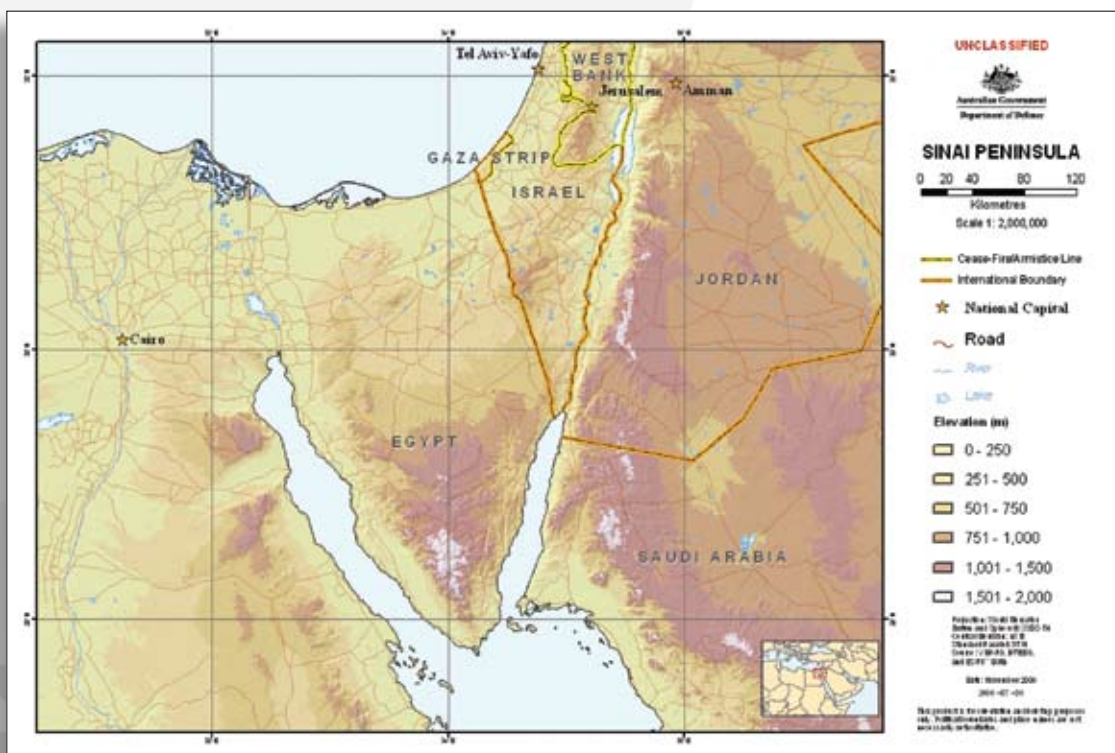 Tel Aviv-Yafo
WEST
BANK
Jerusalem
Amman
GAZA STRIP
ISRAEL
JORDAN
Cairo
EGYPT
SAUDI ARABIA
UNCLASSIFIED
Australian Government
Department of Defence
SINAI PENINSULA
0 20 40 60 80 120
Kilometres
Scale 1: 2,000,000
Cease-Fire/Armistice Line
International Boundary
National Capital
Road
River
Lake
Elevation (m)
0 - 250
251 - 500
501 - 750
751 - 1,000
1,001 - 1,500
1,501 - 2,000